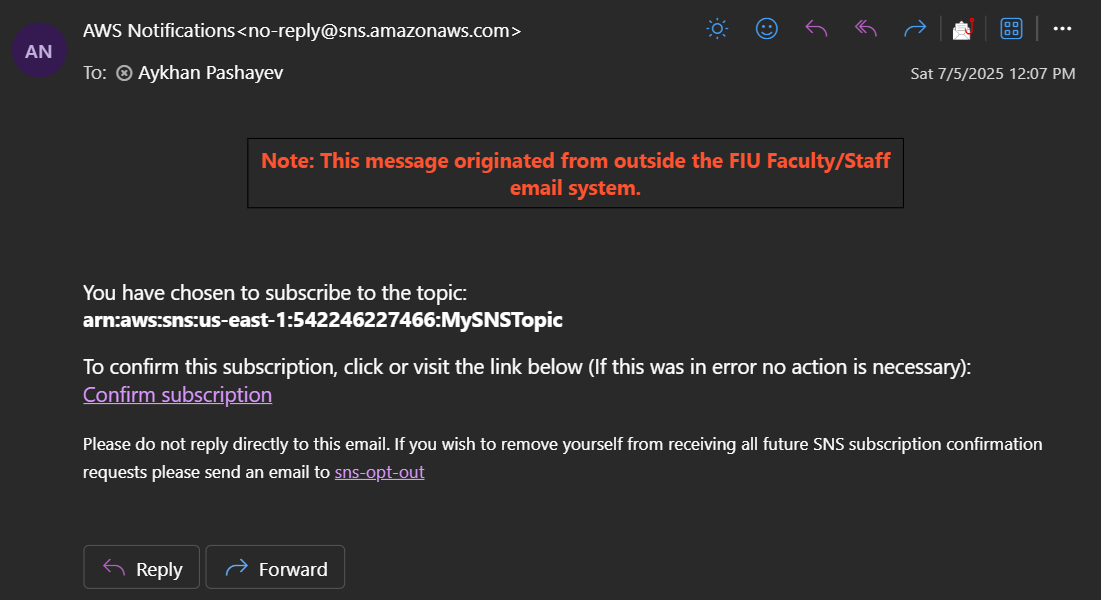 AN
AWS Notifications<no-reply@sns.amazonaws.com>
To: Aykhan Pashayev
Sat 7/5/2025 12:07 PM
Note: This message originated from outside the FIU Faculty/Staff
email system.
You have chosen to subscribe to the topic:
arn:aws:sns:us-east-1:542246227466:MySNSTopic
To confirm this subscription, click or visit the link below (If this was in error no action is necessary):
Confirm subscription
Please do not reply directly to this email. If you wish to remove yourself from receiving all future SNS subscription confirmation
requests please send an email to sns-opt-out
Reply
Forward